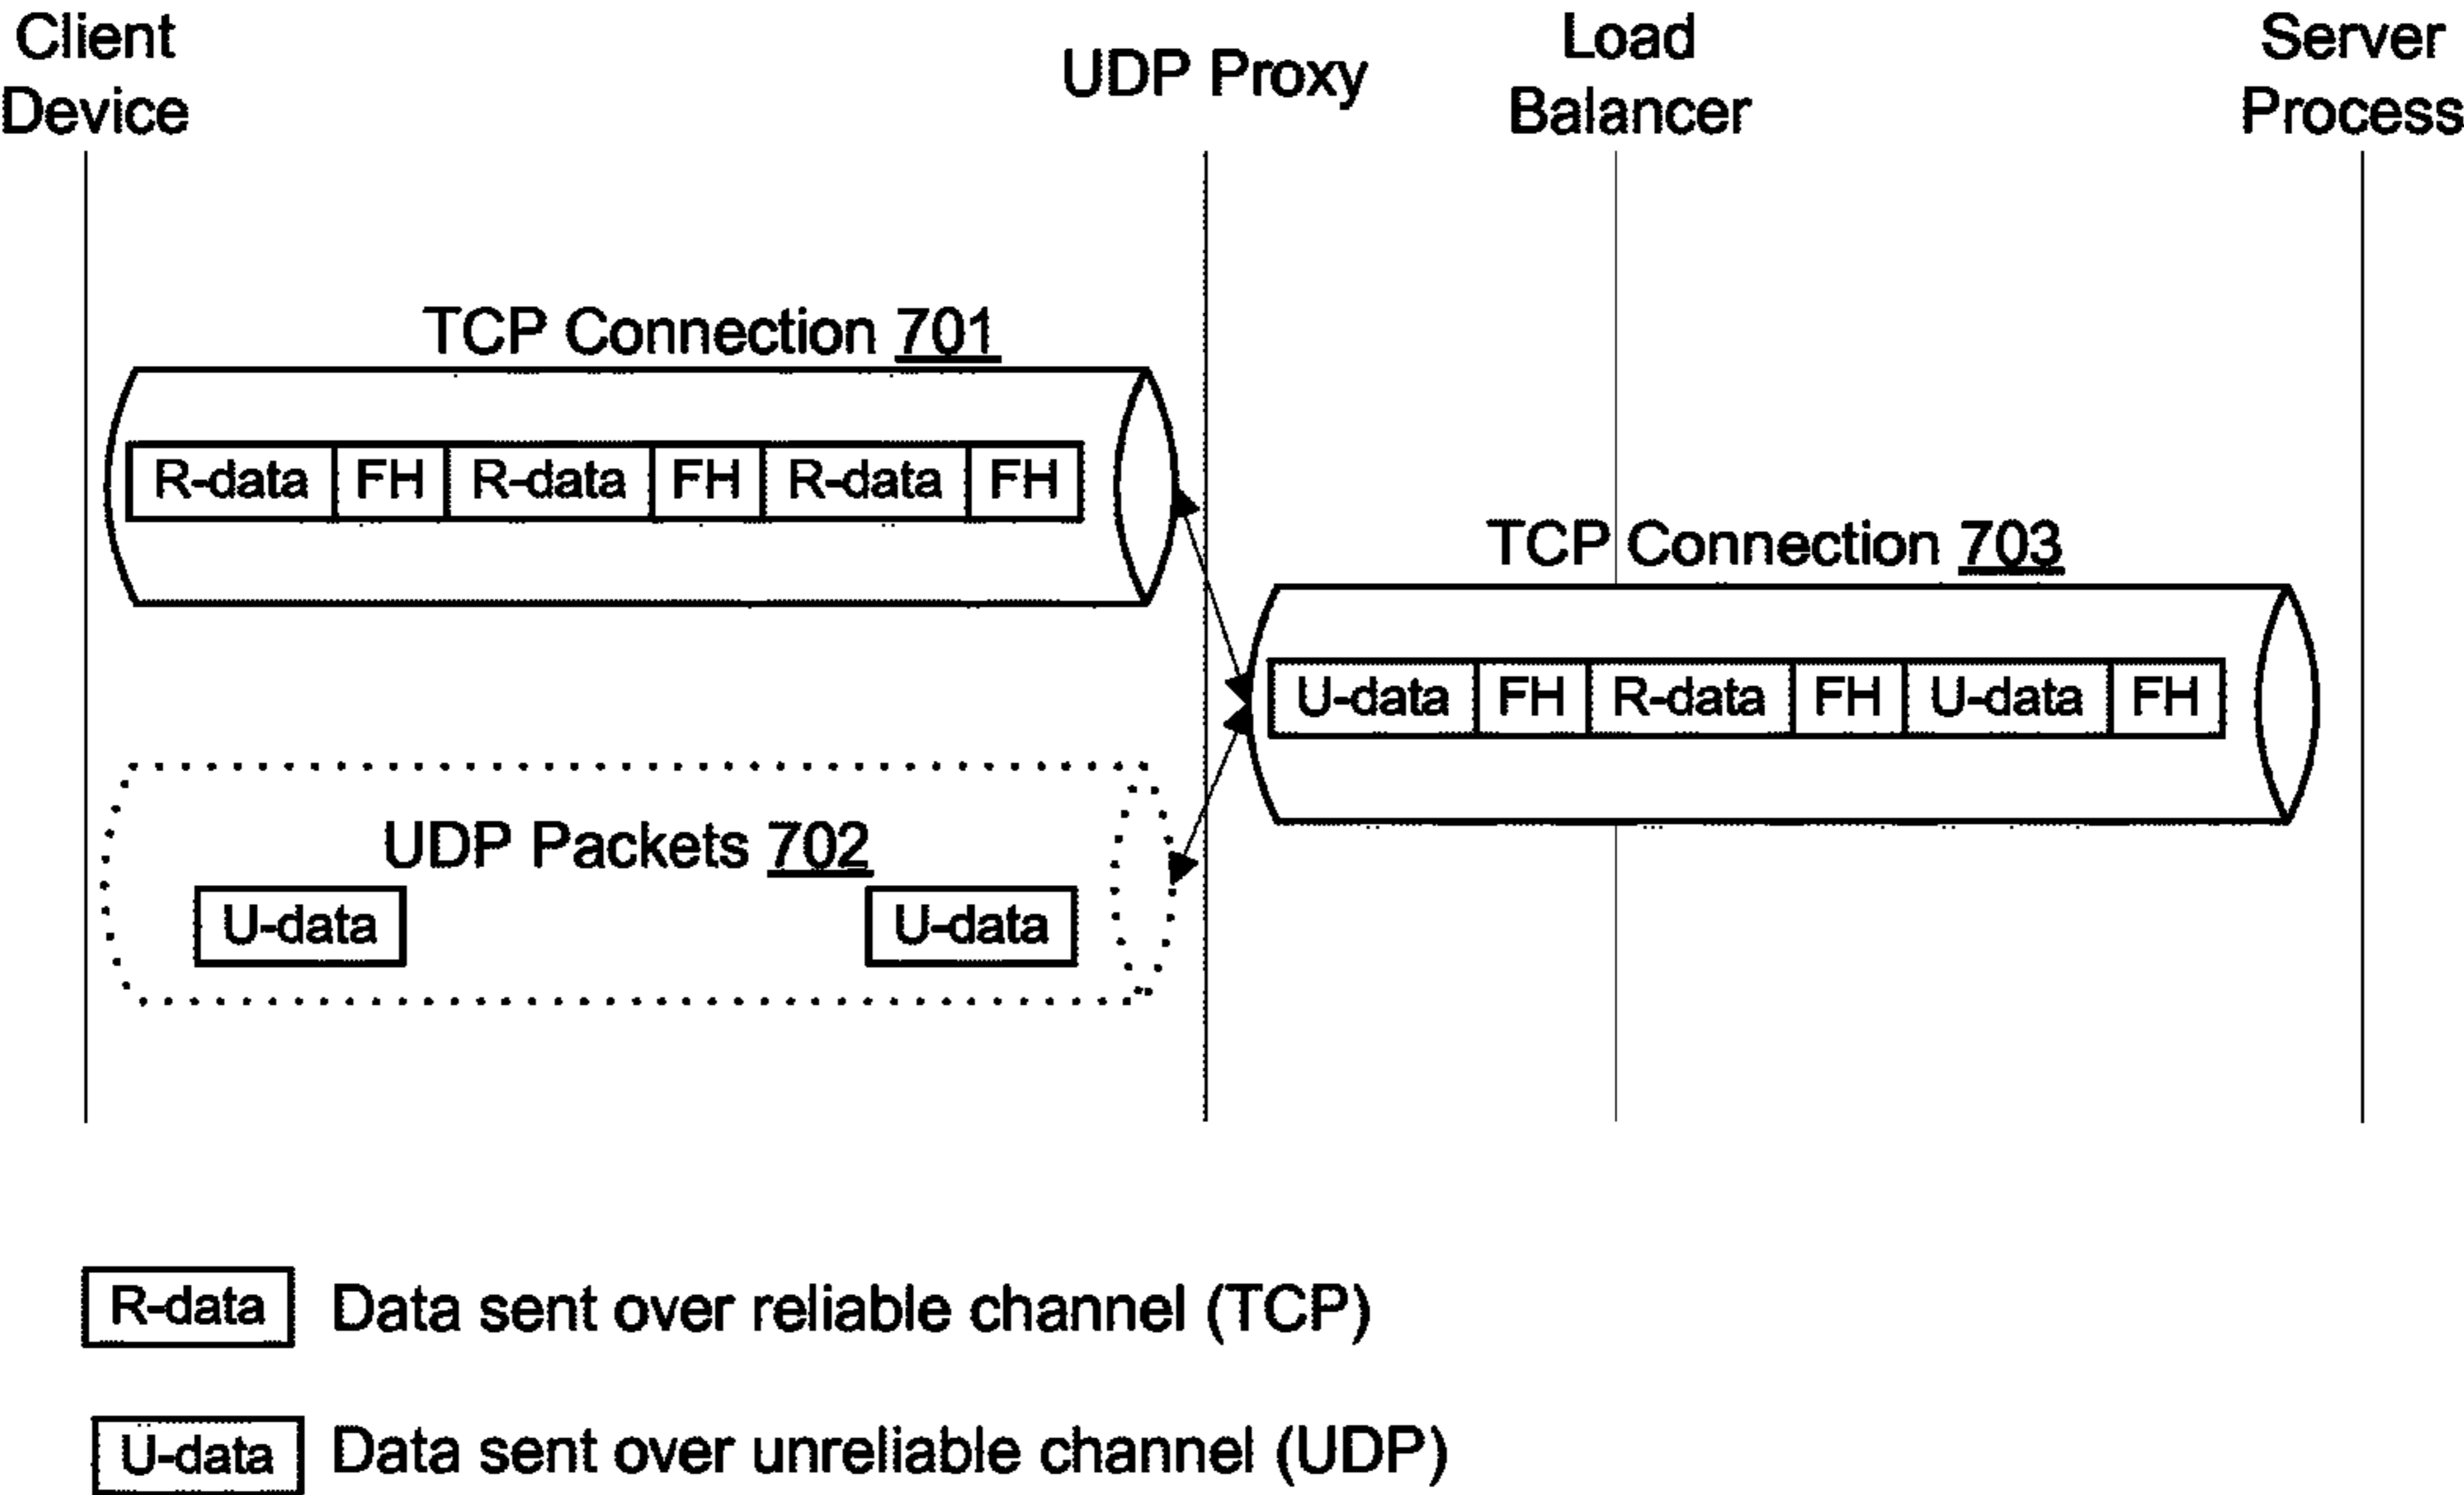 Client
Device
UDP Proxy
Load
Balancer
Server
Process
TCP Connection 701
R-data FH R-data FH R-data FH
TCP Connection 703
U-data FH R-data FH U-data FH
UDP Packets 702
U-data U-data
R-data Data sent over reliable channel (TCP)
U-data Data sent over unreliable channel (UDP)